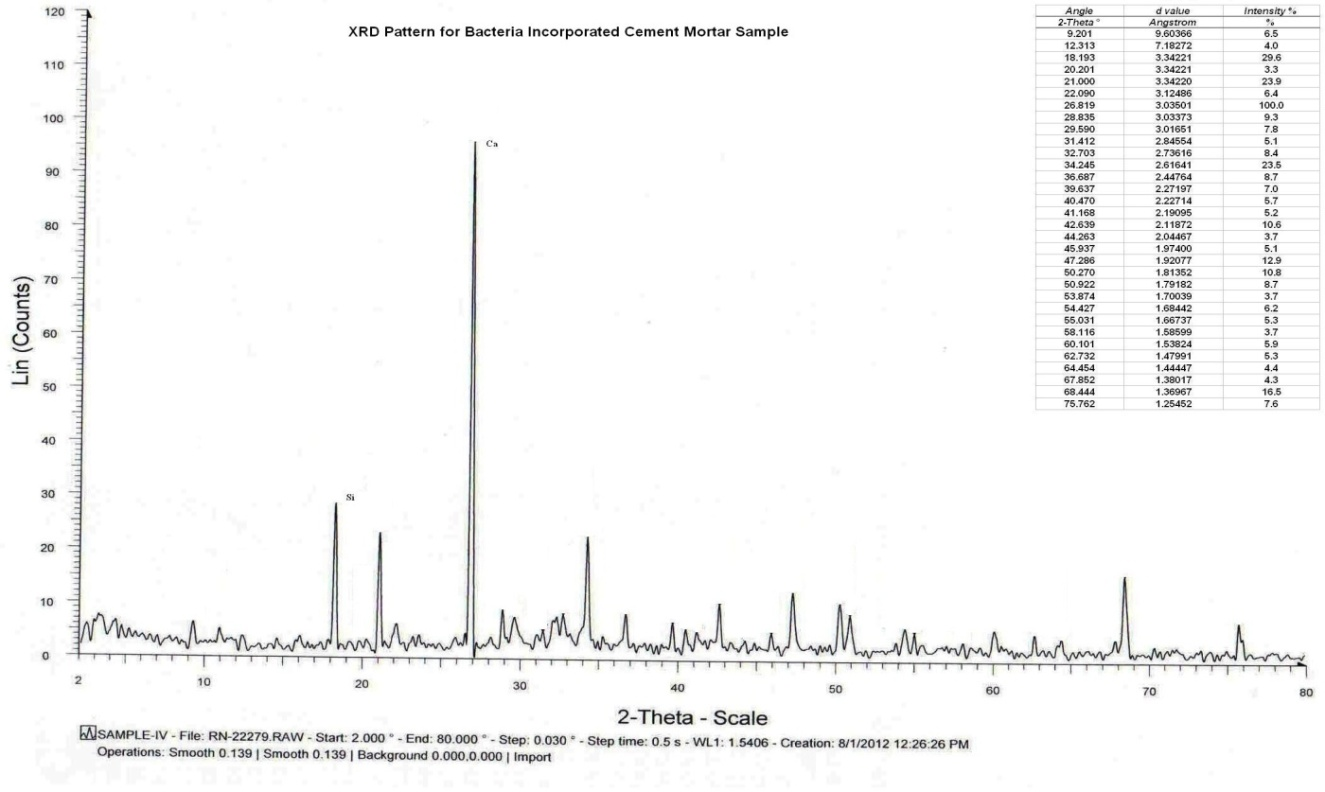 XRD Pattern for Bacteria Incorporated Cement Mortar Sample
Angle d value Intensity %
2-Theta ° Angstrom %
9.201 9.60366 6.5
12.313 7.18272 4.0
18.193 3.34221 29.6
20.201 3.34221 3.3
21.000 3.34220 23.9
22.090 3.12486 6.4
26.819 3.03501 100.0
28.835 3.03373 9.3
29.590 3.01651 7.8
31.412 2.84554 5.1
32.703 2.73616 8.4
34.245 2.61641 23.5
36.687 2.44764 8.7
39.637 2.27197 7.0
40.470 2.22714 5.7
41.168 2.19095 5.2
42.639 2.11872 10.6
44.263 2.04467 3.7
45.937 1.97400 5.1
47.286 1.92077 12.9
50.270 1.81352 10.8
50.922 1.79182 8.7
53.874 1.70039 3.7
54.427 1.68442 6.2
55.031 1.66737 5.3
58.116 1.58599 3.7
60.101 1.53824 5.9
62.732 1.47991 5.3
64.454 1.44447 4.4
67.852 1.38017 4.3
68.444 1.36967 16.5
75.762 1.25452 7.6
Lin (Counts)
120
110
100
90
80
70
60
50
40
30
20
10
0
Ca
Si
2 10 20 30 40 50 60 70 80
2-Theta - Scale
SAMPLE-IV - File: RN-22279.RAW - Start: 2.000 ° - End: 80.000 ° - Step: 0.030 ° - Step time: 0.5 s - WL1: 1.5406 - Creation: 8/1/2012 12:26:26 PM
Operations: Smooth 0.139 | Smooth 0.139 | Background 0.000,0.000 | Import